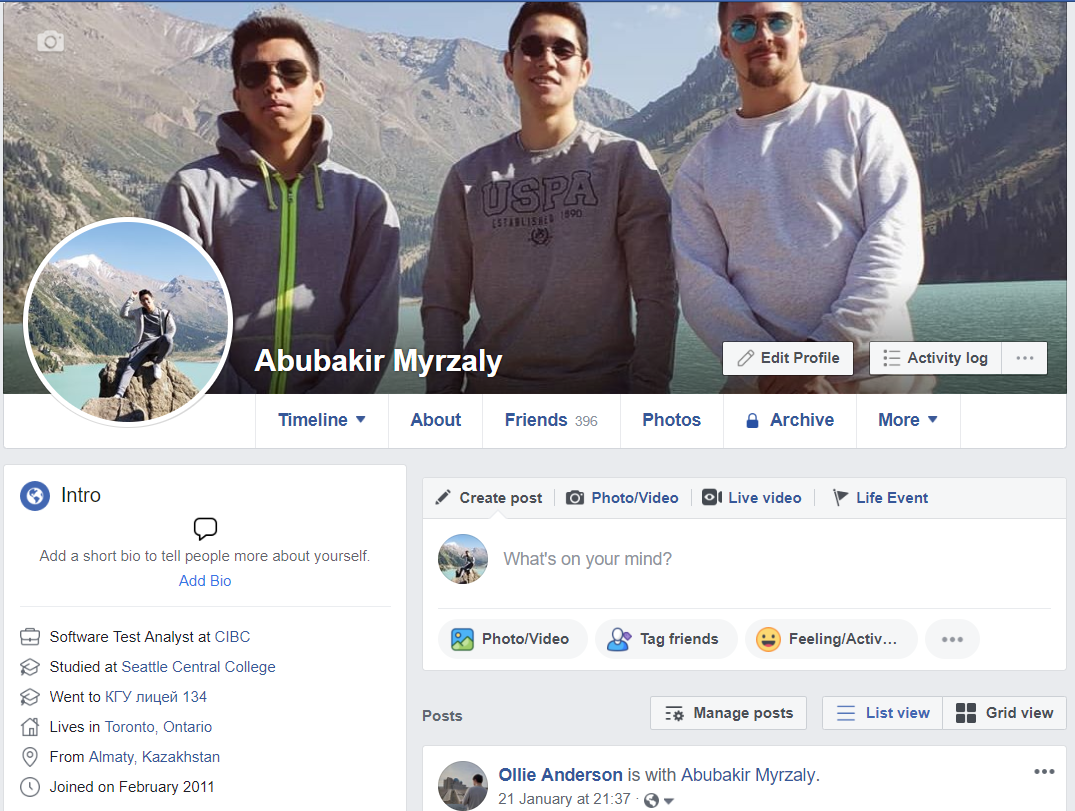 USPA
ESTABLISHED 1890
Abubakir Myrzaly
Edit Profile
Activity log
Timeline
About
Friends 396
Photos
Archive
More
Intro
Add a short bio to tell people more about yourself.
Add Bio
Software Test Analyst at CIBC
Studied at Seattle Central College
Went to КГУ лицей 134
Lives in Toronto, Ontario
From Almaty, Kazakhstan
Joined on February 2011
Create post
Photo/Video
Live video
Life Event
What's on your mind?
Photo/Video
Tag friends
Feeling/Activ...
Posts
Manage posts
List view
Grid view
Ollie Anderson is with Abubakir Myrzaly.
21 January at 21:37 ·